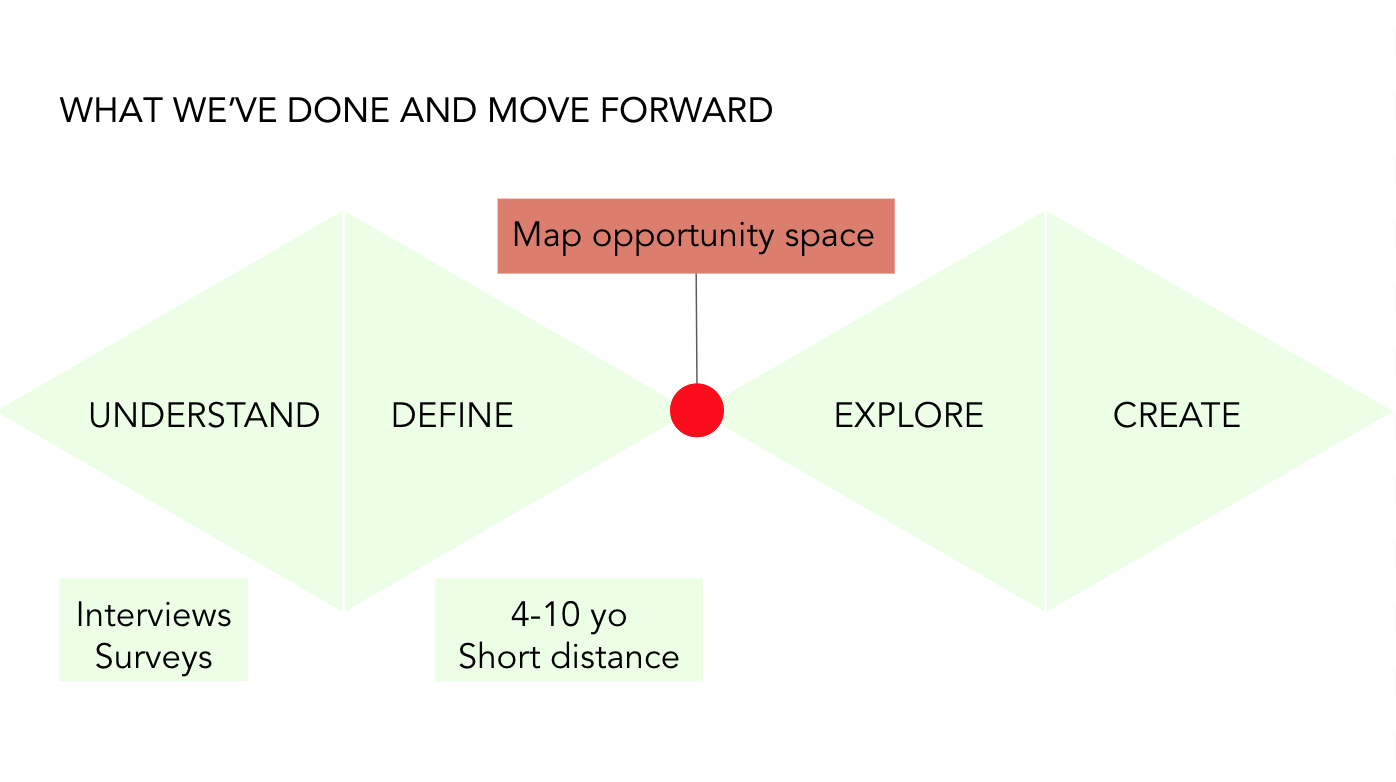 WHAT WE’VE DONE AND MOVE FORWARD
Map opportunity space
UNDERSTAND
DEFINE
EXPLORE
CREATE
Interviews
Surveys
4-10 yo
Short distance